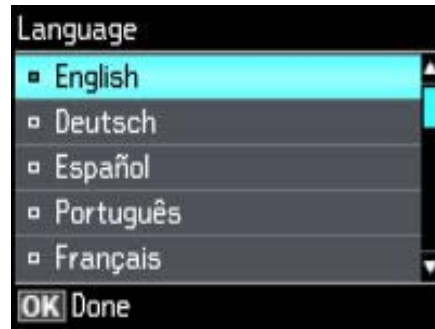 Language
English
Deutsch
Español
Português
Français
OK Done